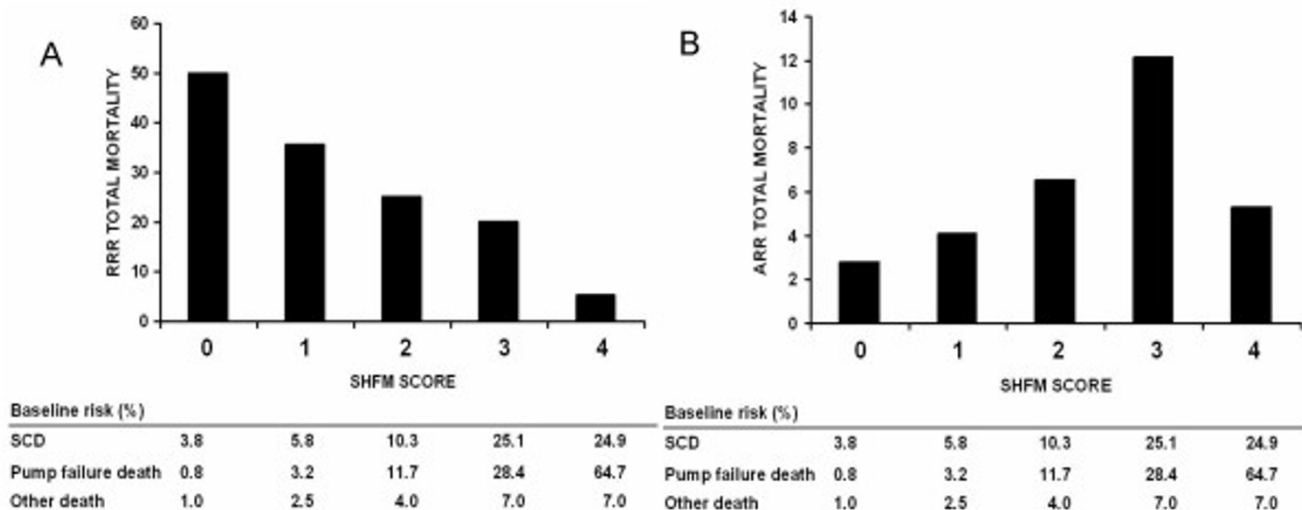 A
RRR TOTAL MORTALITY
60
50
40
30
20
10
0
0 1 2 3 4
SHFM SCORE
Baseline risk (%)
SCD 3.8 5.8 10.3 25.1 24.9
Pump failure death 0.8 3.2 11.7 28.4 64.7
Other death 1.0 2.5 4.0 7.0 7.0
B
ARR TOTAL MORTALITY
14
12
10
8
6
4
2
0
0 1 2 3 4
SHFM SCORE
Baseline risk (%)
SCD 3.8 5.8 10.3 25.1 24.9
Pump failure death 0.8 3.2 11.7 28.4 64.7
Other death 1.0 2.5 4.0 7.0 7.0